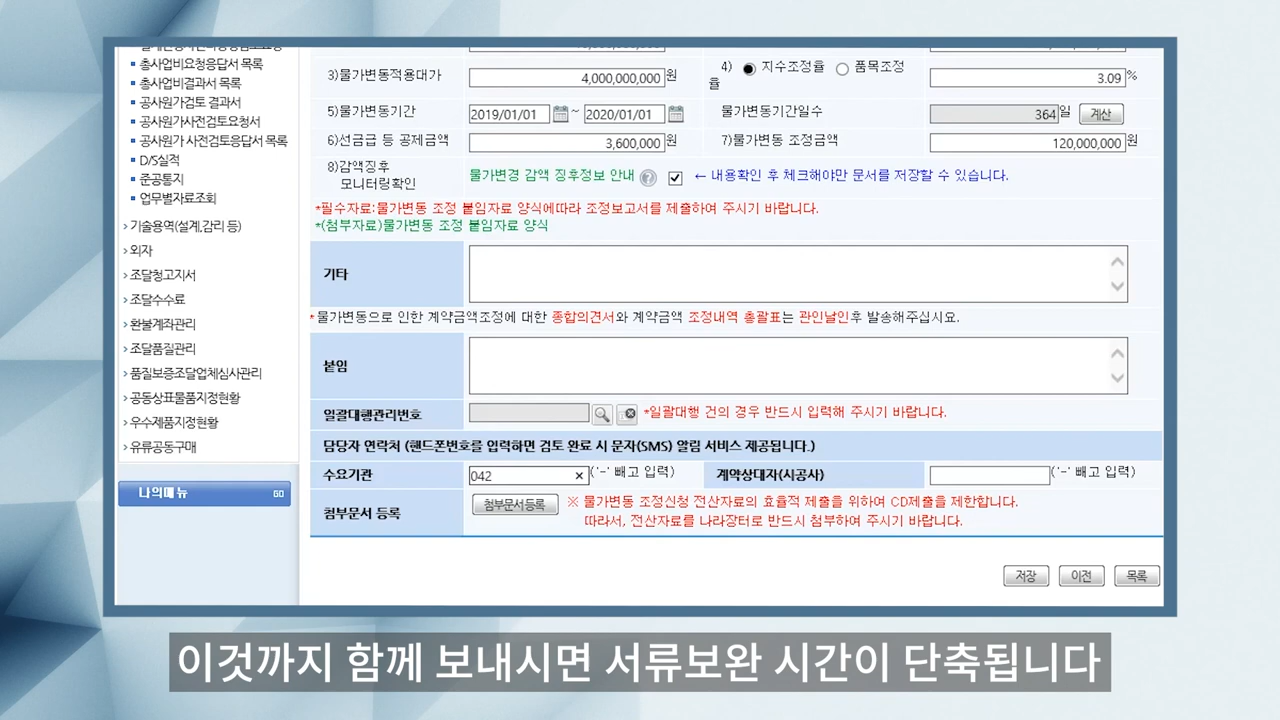 총사업비요청응답서 목록
총사업비결과서 목록
공사원가검토 결과서
공사원가사전검토요청서
공사원가 사전검토응답서 목록
D/S실적
준공통지
업무별자료조회
› 기술용역(설계,감리 등)
› 외자
› 조달청고지서
› 조달수수료
› 환불계좌관리
› 조달품질관리
› 품질보증조달업체심사관리
› 공동상표물품지정현황
› 우수제품지정현황
› 유류공동구매
나의메뉴 GO
3)물가변동적용대가 4,000,000,000 원 4) 지수조정율 품목조정
율 3.09 %
5)물가변동기간 2019/01/01 ~ 2020/01/01 물가변동기간일수 364 일 계산
6)선금급 등 공제금액 3,600,000 원 7)물가변동 조정금액 120,000,000 원
8)감액징후
모니터링확인 물가변경 감액 징후정보 안내 ? ← 내용확인 후 체크해야만 문서를 저장할 수 있습니다.
*필수자료:물가변동 조정 붙임자료 양식에따라 조정보고서를 제출하여 주시기 바랍니다.
*(첨부자료)물가변동 조정 붙임자료 양식
기타
*물가변동으로 인한 계약금액조정에 대한 종합의견서와 계약금액 조정내역 총괄표는 관인날인후 발송해주십시요.
붙임
일괄대행관리번호 *일괄대행 건의 경우 반드시 입력해 주시기 바랍니다.
담당자 연락처 (핸드폰번호를 입력하면 검토 완료 시 문자(SMS) 알림 서비스 제공됩니다.)
수요기관 042 × ('-' 빼고 입력) 계약상대자(시공사) ('-' 빼고 입력)
첨부문서 등록 첨부문서등록 ※ 물가변동 조정신청 전산자료의 효율적 제출을 위하여 CD제출을 제한합니다.
따라서, 전산자료를 나라장터로 반드시 첨부하여 주시기 바랍니다.
저장 이전 목록
이것까지 함께 보내시면 서류보완 시간이 단축됩니다